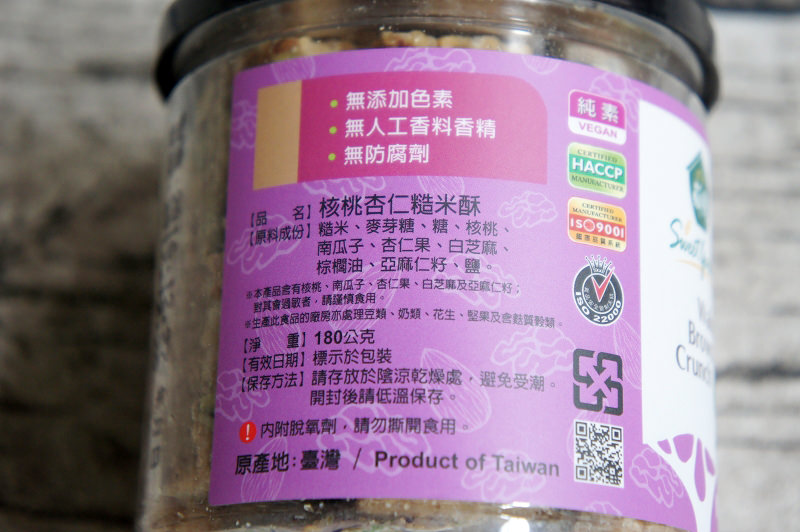 • 無添加色素
• 無人工香料香精
• 無防腐劑
純素
VEGAN
CERTIFIED
HACCP
MANUFACTURER
CERTIFIED
MANUFACTURER
ISO9001
國際品質系統
ISO 22000
【品　　名】核桃杏仁糙米酥
【原料成份】糙米、麥芽糖、糖、核桃、
南瓜子、杏仁果、白芝麻、
棕櫚油、亞麻仁籽、鹽。
※本產品含有核桃、南瓜子、杏仁果、白芝麻及亞麻仁籽；
對其會過敏者，請謹慎食用。
※生產此食品的廠房亦處理豆類、奶類、花生、堅果及含麩質穀類。
【淨　　重】180公克
【有效日期】標示於包裝
【保存方法】請存放於陰涼乾燥處，避免受潮。
開封後請低溫保存。
! 內附脫氧劑，請勿撕開食用。
原產地: 臺灣 / Product of Taiwan
Brow
Crunch